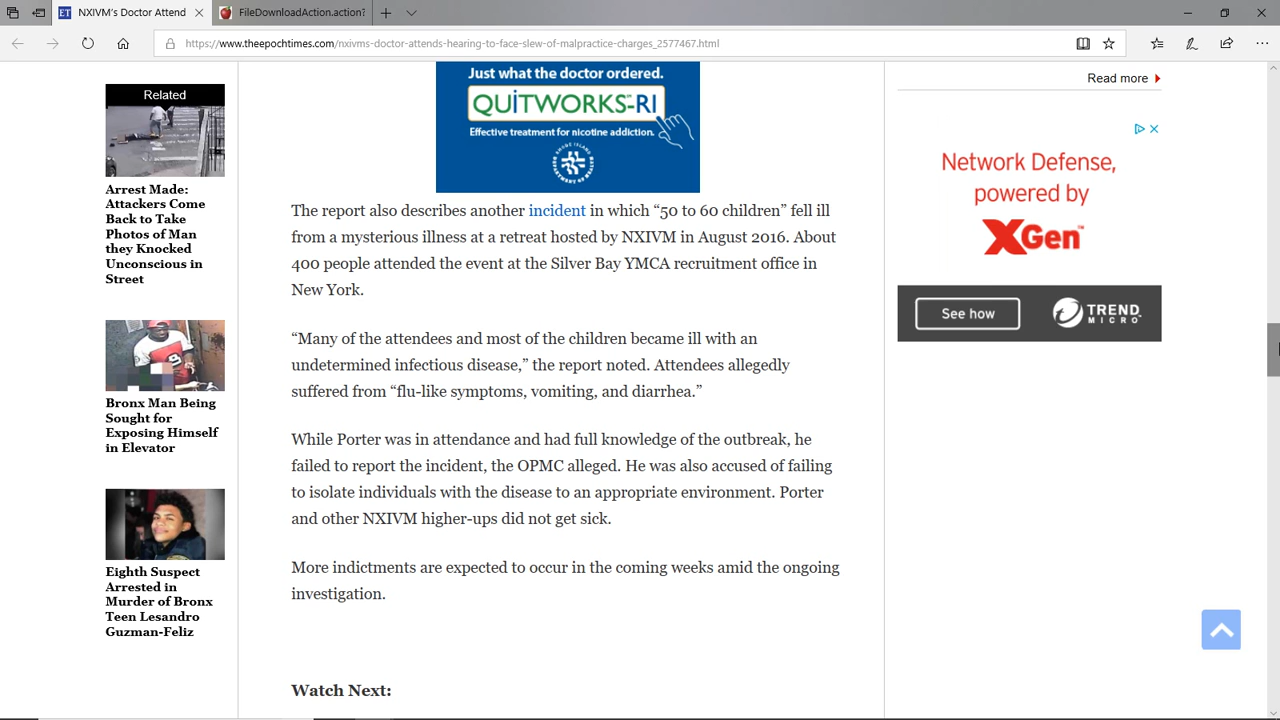 NXIVM's Doctor Attend
FileDownloadAction.action?
https://www.theepochtimes.com/nxivms-doctor-attends-hearing-to-face-slew-of-malpractice-charges_2577467.html
Related
Arrest Made:
Attackers Come
Back to Take
Photos of Man
they Knocked
Unconscious in
Street
Bronx Man Being
Sought for
Exposing Himself
in Elevator
Eighth Suspect
Arrested in
Murder of Bronx
Teen Lesandro
Guzman-Feliz
Just what the doctor ordered.
QUITWORKS-RI
Effective treatment for nicotine addiction.
The report also describes another incident in which “50 to 60 children” fell ill
from a mysterious illness at a retreat hosted by NXIVM in August 2016. About
400 people attended the event at the Silver Bay YMCA recruitment office in
New York.
“Many of the attendees and most of the children became ill with an
undetermined infectious disease,” the report noted. Attendees allegedly
suffered from “flu-like symptoms, vomiting, and diarrhea.”
While Porter was in attendance and had full knowledge of the outbreak, he
failed to report the incident, the OPMC alleged. He was also accused of failing
to isolate individuals with the disease to an appropriate environment. Porter
and other NXIVM higher-ups did not get sick.
More indictments are expected to occur in the coming weeks amid the ongoing
investigation.
Watch Next:
Read more
Network Defense,
powered by
XGen™
See how
TREND
MICRO